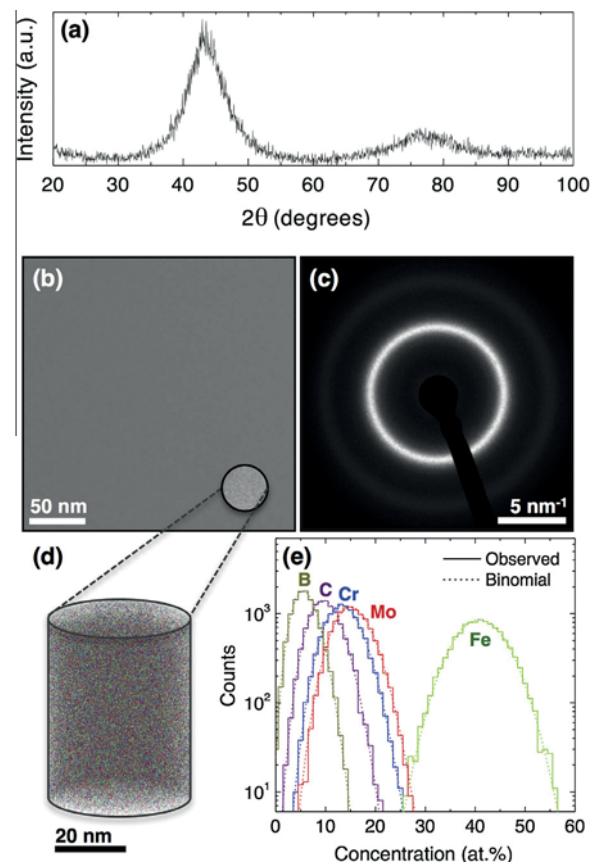 (a)
Intensity (a.u.)
20 30 40 50 60 70 80 90 100
2θ (degrees)
(b)
50 nm
(c)
5 nm⁻¹
(d)
20 nm
(e)
Observed
Binomial
B
C
Cr
Mo
Fe
Counts
10³
10²
10¹
0 10 20 30 40 50 60
Concentration (at.%)